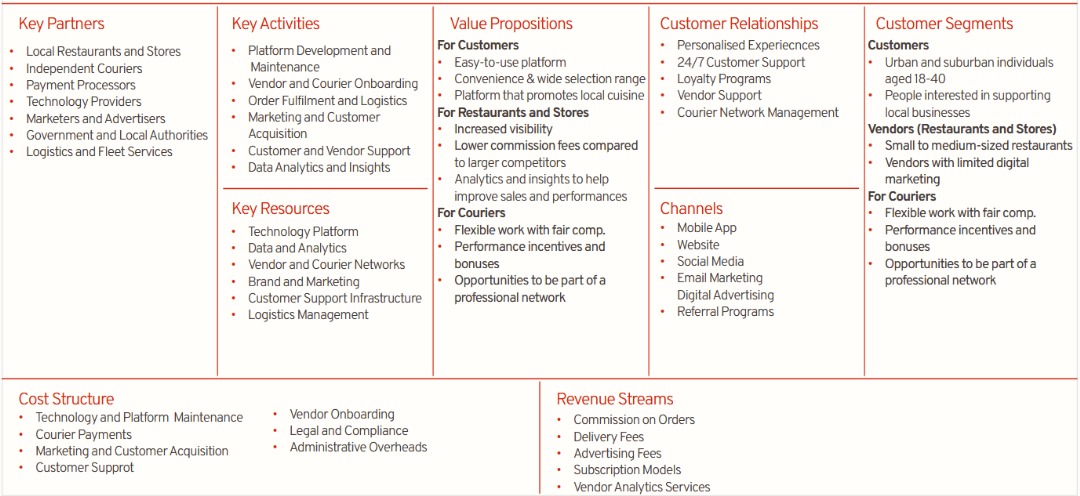 Key Partners
• Local Restaurants and Stores
• Independent Couriers
• Payment Processors
• Technology Providers
• Marketers and Advertisers
• Government and Local Authorities
• Logistics and Fleet Services
Key Activities
• Platform Development and
Maintenance
• Vendor and Courier Onboarding
• Order Fulfilment and Logistics
• Marketing and Customer
Acquisition
• Customer and Vendor Support
• Data Analytics and Insights
Key Resources
• Technology Platform
• Data and Analytics
• Vendor and Courier Networks
• Brand and Marketing
• Customer Support Infrastructure
• Logistics Management
Value Propositions
For Customers
• Easy-to-use platform
• Convenience & wide selection range
• Platform that promotes local cuisine
For Restaurants and Stores
• Increased visibility
• Lower commission fees compared
to larger competitors
• Analytics and insights to help
improve sales and performances
For Couriers
• Flexible work with fair comp.
• Performance incentives and
bonuses
• Opportunities to be part of a
professional network
Customer Relationships
• Personalised Experiecnces
• 24/7 Customer Support
• Loyalty Programs
• Vendor Support
• Courier Network Management
Channels
• Mobile App
• Website
• Social Media
• Email Marketing
Digital Advertising
• Referral Programs
Customer Segments
Customers
• Urban and suburban individuals
aged 18-40
• People interested in supporting
local businesses
Vendors (Restaurants and Stores)
• Small to medium-sized restaurants
• Vendors with limited digital
marketing
For Couriers
• Flexible work with fair comp.
• Performance incentives and
bonuses
• Opportunities to be part of a
professional network
Cost Structure
• Technology and Platform Maintenance
• Courier Payments
• Marketing and Customer Acquisition
• Customer Supprot
• Vendor Onboarding
• Legal and Compliance
• Administrative Overheads
Revenue Streams
• Commission on Orders
• Delivery Fees
• Advertising Fees
• Subscription Models
• Vendor Analytics Services